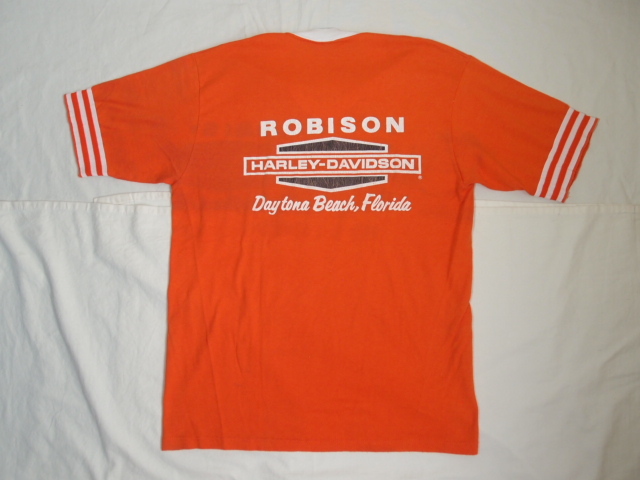 ROBISON
HARLEY-DAVIDSON®
Daytona Beach, Florida